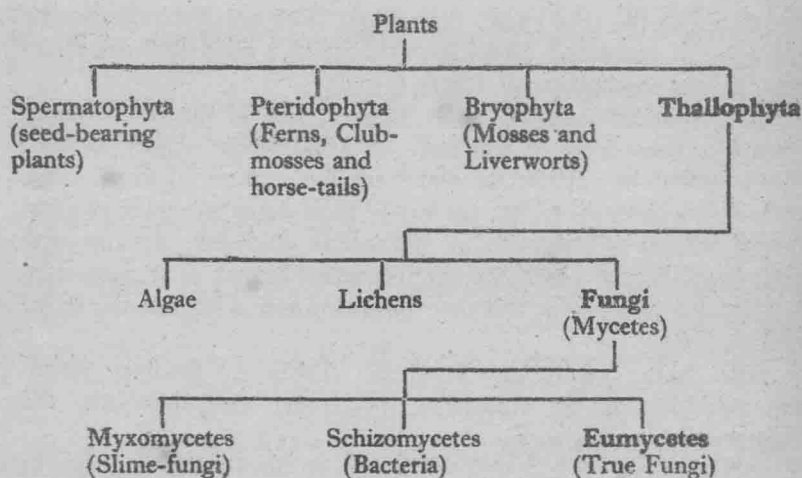 Plants
Spermatophyta
(seed-bearing
plants)
Pteridophyta
(Ferns, Club-
mosses and
horse-tails)
Bryophyta
(Mosses and
Liverworts)
Thallophyta
Algae
Lichens
Fungi
(Mycetes)
Myxomycetes
(Slime-fungi)
Schizomycetes
(Bacteria)
Eumycetes
(True Fungi)